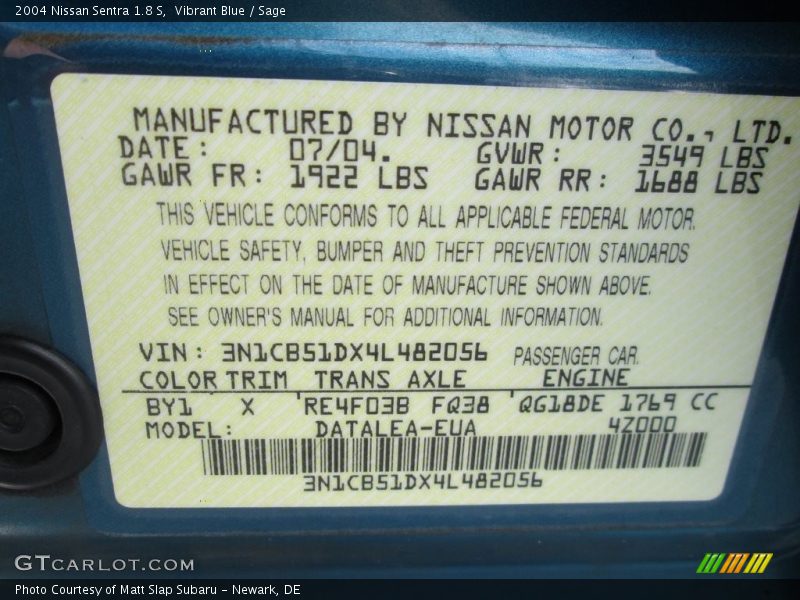 2004 Nissan Sentra 1.8 S, Vibrant Blue / Sage
MANUFACTURED BY NISSAN MOTOR CO., LTD.
DATE: 07/04. GVWR: 3549 LBS
GAWR FR: 1922 LBS GAWR RR: 1688 LBS
THIS VEHICLE CONFORMS TO ALL APPLICABLE FEDERAL MOTOR.
VEHICLE SAFETY, BUMPER AND THEFT PREVENTION STANDARDS
IN EFFECT ON THE DATE OF MANUFACTURE SHOWN ABOVE.
SEE OWNER'S MANUAL FOR ADDITIONAL INFORMATION.
VIN: 3N1CB51DX4L482056 PASSENGER CAR.
COLOR TRIM TRANS AXLE ENGINE
BY1 X 'RE4F03B FQ38 'QG18DE 1769 CC
MODEL: DATALEA-EUA 4Z000
3N1CB51DX4L482056
GTCARLOT.COM
Photo Courtesy of Matt Slap Subaru - Newark, DE